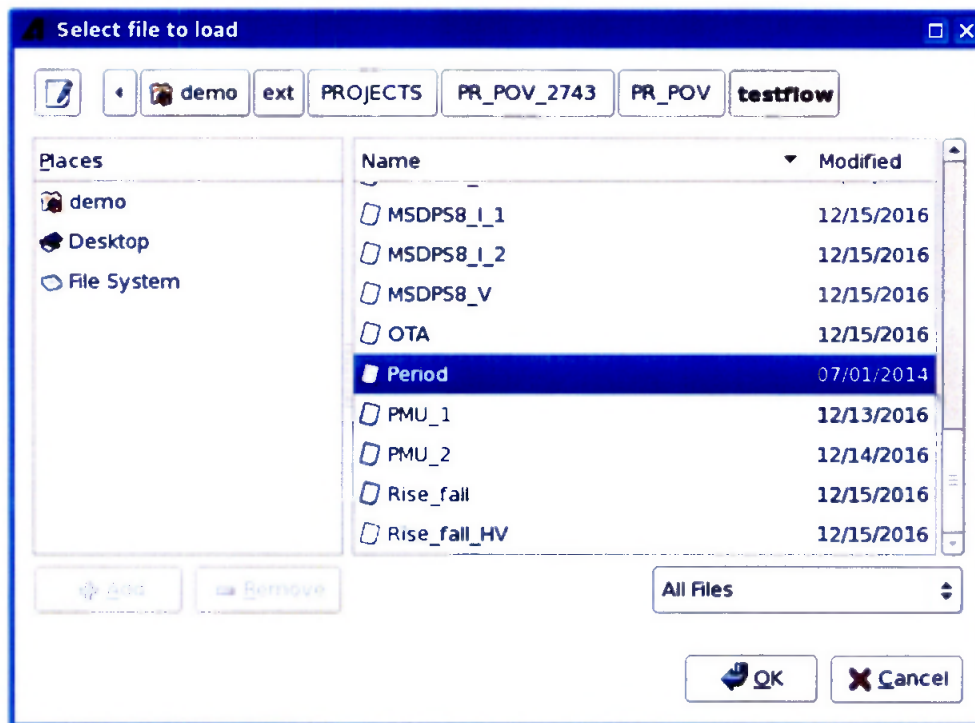 Select file to load
demo ext PROJECTS PR_POV_2743 PR_POV testflow
Places
demo
Desktop
File System
Name Modified
MSDPS8_I_1 12/15/2016
MSDPS8_I_2 12/15/2016
MSDPS8_V 12/15/2016
OTA 12/15/2016
Period 07/01/2014
PMU_1 12/13/2016
PMU_2 12/14/2016
Rise_fall 12/15/2016
Rise_fall_HV 12/15/2016
Add Remove
All Files
OK Cancel